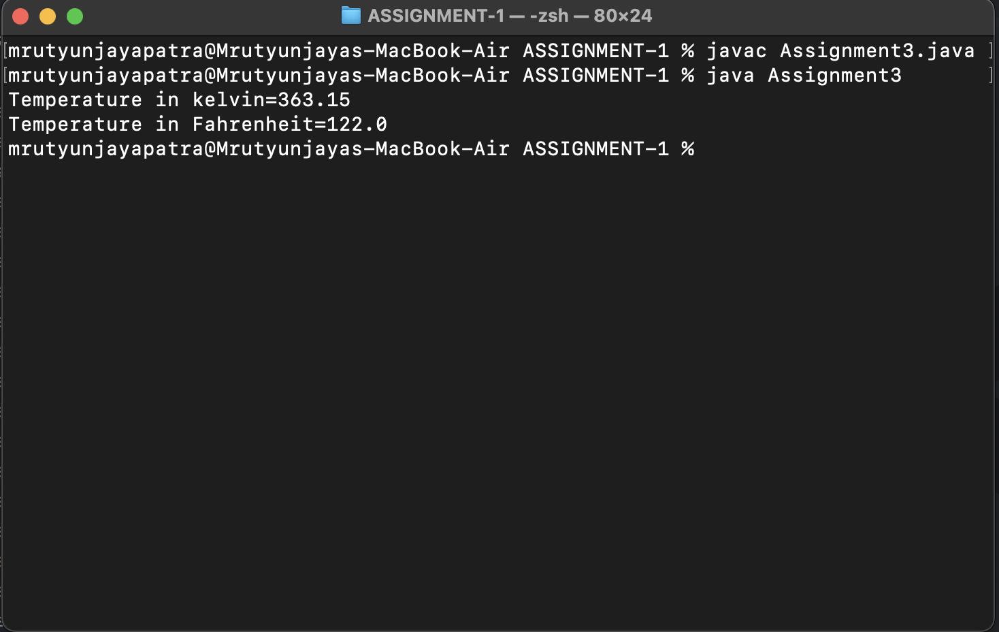 ASSIGNMENT-1 — -zsh — 80×24
[mrutyunjayapatra@Mrutyunjayas-MacBook-Air ASSIGNMENT-1 % javac Assignment3.java ]
[mrutyunjayapatra@Mrutyunjayas-MacBook-Air ASSIGNMENT-1 % java Assignment3 ]
Temperature in kelvin=363.15
Temperature in Fahrenheit=122.0
mrutyunjayapatra@Mrutyunjayas-MacBook-Air ASSIGNMENT-1 %